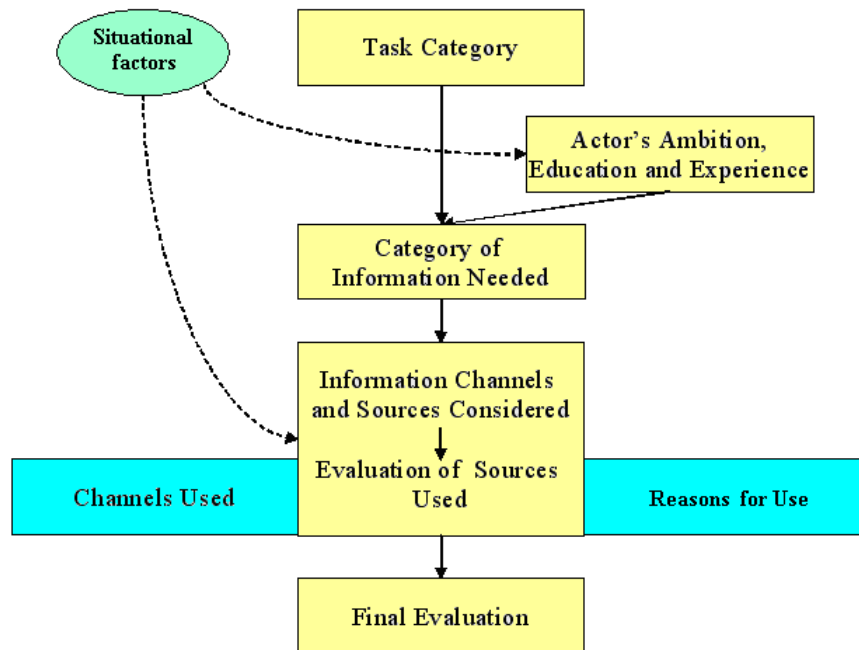 Situational
factors
Task Category
Actor's Ambition,
Education and Experience
Category of
Information Needed
Information Channels
and Sources Considered
Evaluation of Sources
Used
Channels Used
Reasons for Use
Final Evaluation